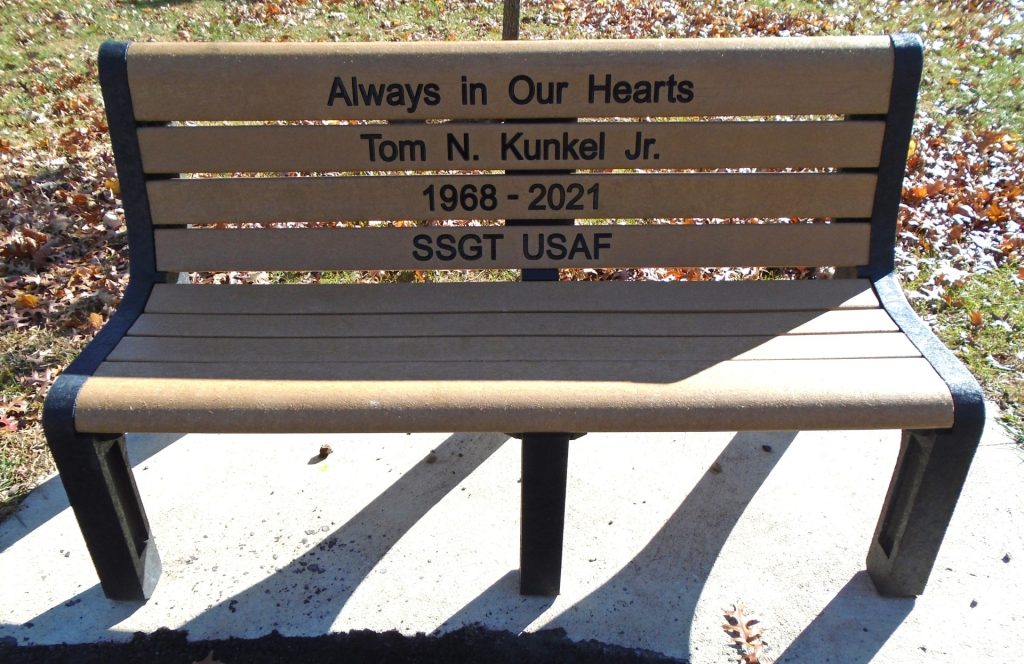 Always in Our Hearts
Tom N. Kunkel Jr.
1968 - 2021
SSGT USAF